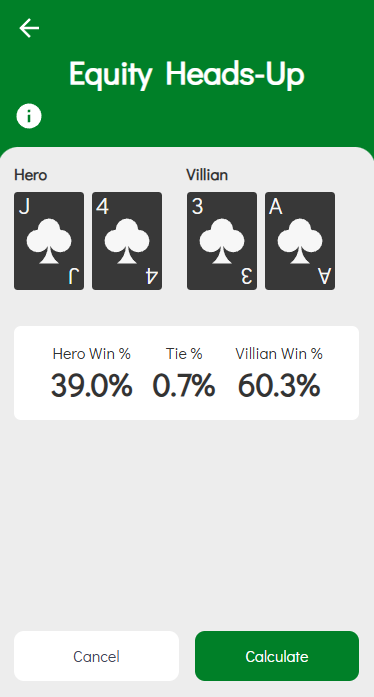 Equity Heads-Up
Hero Villian
J 4 3 A
J 4 3 A
Hero Win % Tie % Villian Win %
39.0% 0.7% 60.3%
Cancel Calculate